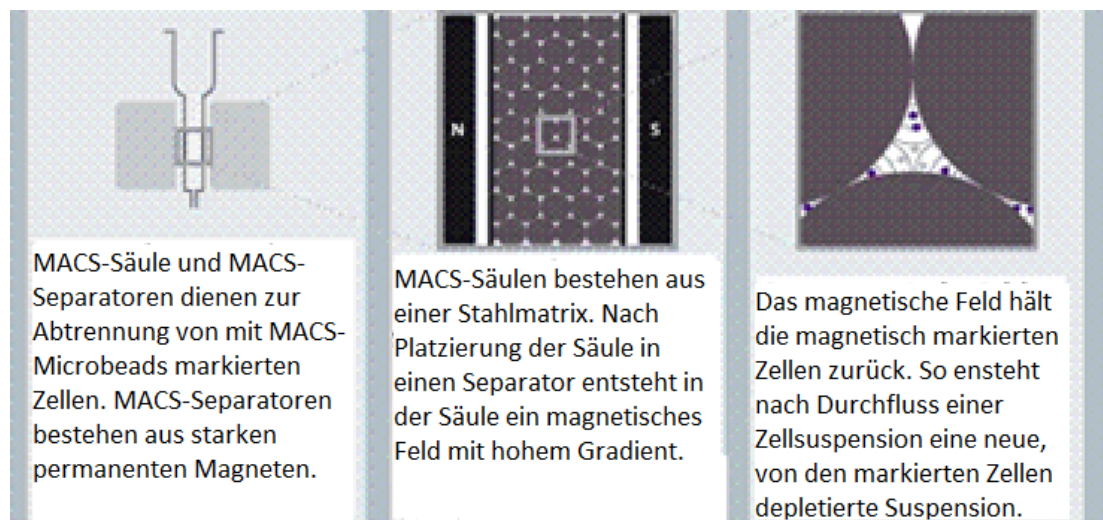 N
S
MACS-Säule und MACS-
Separatoren dienen zur
Abtrennung von mit MACS-
Microbeads markierten
Zellen. MACS-Separatoren
bestehen aus starken
permanenten Magneten.
MACS-Säulen bestehen aus
einer Stahlmatrix. Nach
Platzierung der Säule in
einen Separator entsteht in
der Säule ein magnetisches
Feld mit hohem Gradient.
Das magnetische Feld hält
die magnetisch markierten
Zellen zurück. So ensteht
nach Durchfluss einer
Zellsuspension eine neue,
von den markierten Zellen
depletierte Suspension.